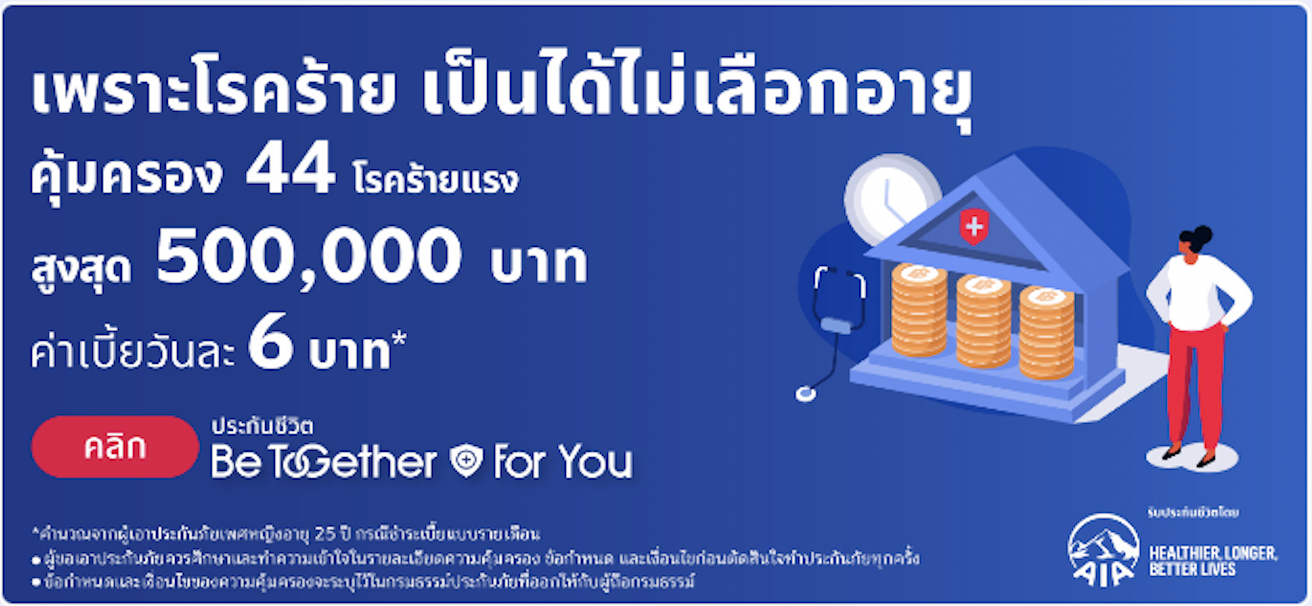 เพราะโรคร้าย เป็นได้ไม่เลือกอายุ
คุ้มครอง 44 โรคร้ายแรง
สูงสุด 500,000 บาท
ค่าเบี้ยวันละ 6 บาท*
คลิก
ประกันชีวิต
Be ToGether For You
*คำนวณจากผู้เอาประกันภัยเพศหญิงอายุ 25 ปี กรณีชำระเบี้ยแบบรายเดือน
• ผู้ขอเอาประกันภัยควรศึกษาและทำความเข้าใจในรายละเอียดความคุ้มครอง ข้อกำหนด และเงื่อนไขก่อนตัดสินใจทำประกันภัยทุกครั้ง
• ข้อกำหนดและเงื่อนไขของความคุ้มครองจะระบุไว้ในกรมธรรม์ประกันภัยที่ออกให้กับผู้ถือกรมธรรม์
รับประกันชีวิตโดย
AIA
HEALTHIER, LONGER,
BETTER LIVES